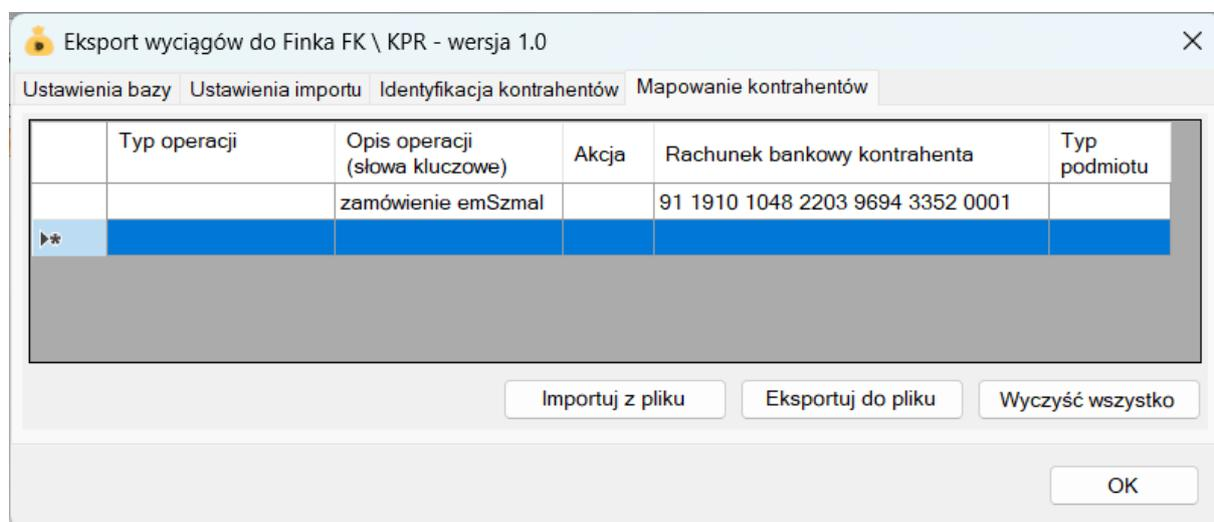 Eksport wyciągów do Finka FK \ KPR - wersja 1.0
Ustawienia bazy Ustawienia importu Identyfikacja kontrahentów Mapowanie kontrahentów
Typ operacji
Opis operacji
(słowa kluczowe)
Akcja
Rachunek bankowy kontrahenta
Typ
podmiotu
zamówienie emSzmal 91 1910 1048 2203 9694 3352 0001
Importuj z pliku Eksportuj do pliku Wyczyść wszystko
OK